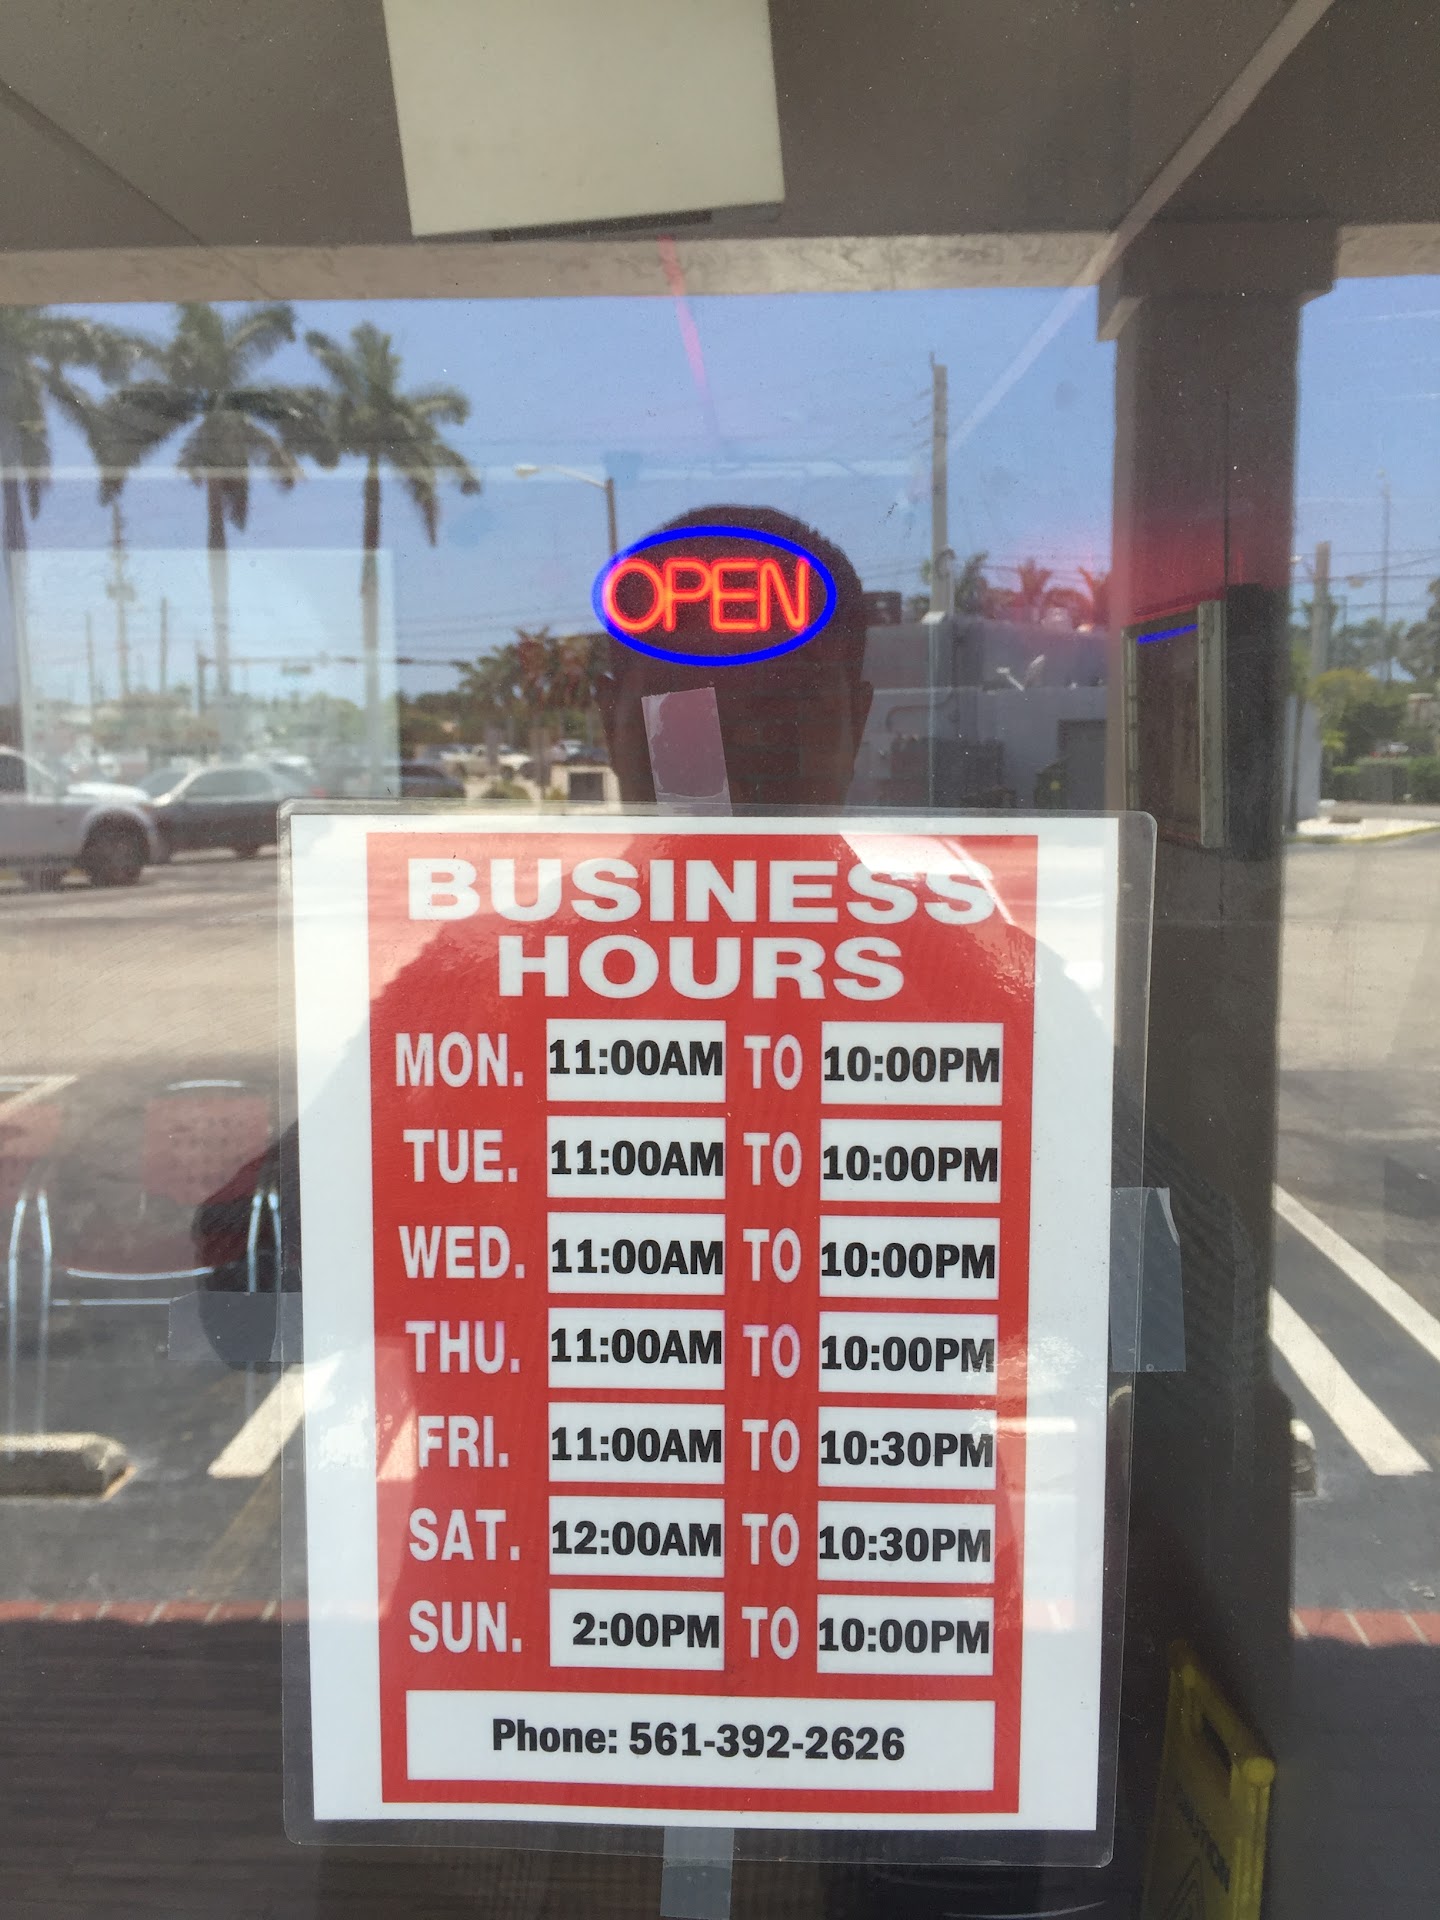 OPEN
BUSINESS
HOURS
MON. 11:00AM TO 10:00PM
TUE. 11:00AM TO 10:00PM
WED. 11:00AM TO 10:00PM
THU. 11:00AM TO 10:00PM
FRI. 11:00AM TO 10:30PM
SAT. 12:00AM TO 10:30PM
SUN. 2:00PM TO 10:00PM
Phone: 561-392-2626